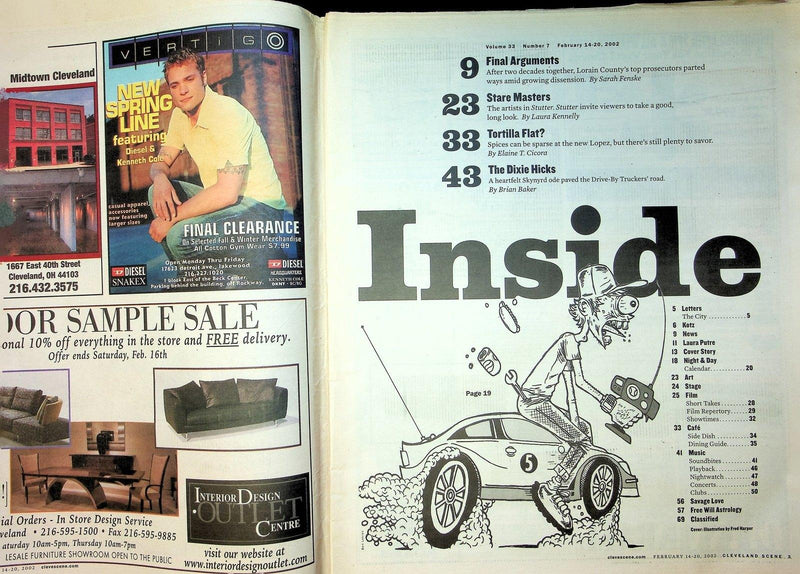 Midtown Cleveland
1667 East 40th Street
Cleveland, OH 44103
216.432.3575
VERTIGO
NEW
SPRING
LINE
featuring
Diesel &
Kenneth Cole
casual apparel,
accessories
now featuring
larger sizes
FINAL CLEARANCE
On Selected Fall & Winter Merchandise
All Cotton Gym Wear $7.99
Open Monday Thru Friday
17623 detroit ave., lakewood
216.227.1020
1 block East of the Beck Center.
Parking behind the building, off Rockway.
DIESEL
SNAKEX
DIESEL
HEADQUARTERS
KENNETH COLE
OOR SAMPLE SALE
onal 10% off everything in the store and FREE delivery.
Offer ends Saturday, Feb. 16th
INTERIOR DESIGN
OUTLET
CENTRE
ial Orders - In Store Design Service
veland • 216-595-1500 • Fax 216-595-9885
aturday 10am-5pm, Thursday 10am-7pm
LESALE FURNITURE SHOWROOM OPEN TO THE PUBLIC
visit our website at
www.interiordesignoutlet.com
14-20, 2002 clevescene.com
Volume 33 Number 7 February 14-20, 2002
9 Final Arguments
After two decades together, Lorain County's top prosecutors parted
ways amid growing dissension. By Sarah Fenske
23 Stare Masters
The artists in Stutter, Stutter invite viewers to take a good,
long look. By Laura Kennelly
33 Tortilla Flat?
Spices can be sparse at the new Lopez, but there's still plenty to savor.
By Elaine T. Cicora
43 The Dixie Hicks
A heartfelt Skynyrd ode paved the Drive-By Truckers' road.
By Brian Baker
Inside
Page 19
5
5 Letters
The City ..........5
6 Kotz
9 News
11 Laura Putre
13 Cover Story
18 Night & Day
Calendar..........20
23 Art
24 Stage
25 Film
Short Takes..........28
Film Repertory..........29
Showtimes..........32
33 Café
Side Dish..........34
Dining Guide..........35
41 Music
Soundbites..........41
Playback..........46
Nightwatch..........47
Concerts..........48
Clubs..........50
56 Savage Love
57 Free Will Astrology
69 Classified
Cover: illustration by Fred Harper
clevescene.com FEBRUARY 14-20, 2002 CLEVELAND SCENE 3